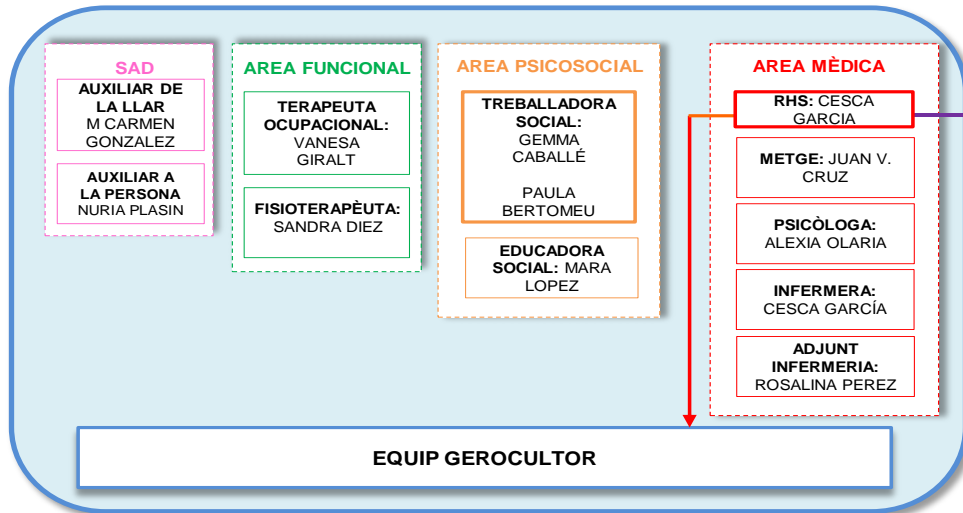 SAD
AUXILIAR DE
LA LLAR
M CARMEN
GONZALEZ
AUXILIAR A
LA PERSONA
NURIA PLASIN
AREA FUNCIONAL
TERAPEUTA
OCUPACIONAL:
VANESA
GIRALT
FISIOTERAPÈUTA:
SANDRA DIEZ
AREA PSICOSOCIAL
TREBALLADORA
SOCIAL:
GEMMA
CABALLÉ
PAULA
BERTOMEU
EDUCADORA
SOCIAL: MARA
LOPEZ
AREA MÈDICA
RHS: CESCA
GARCIA
METGE: JUAN V.
CRUZ
PSICÒLOGA:
ALEXIA OLARIA
INFERMERA:
CESCA GARCÍA
ADJUNT
INFERMERIA:
ROSALINA PEREZ
EQUIP GEROCULTOR